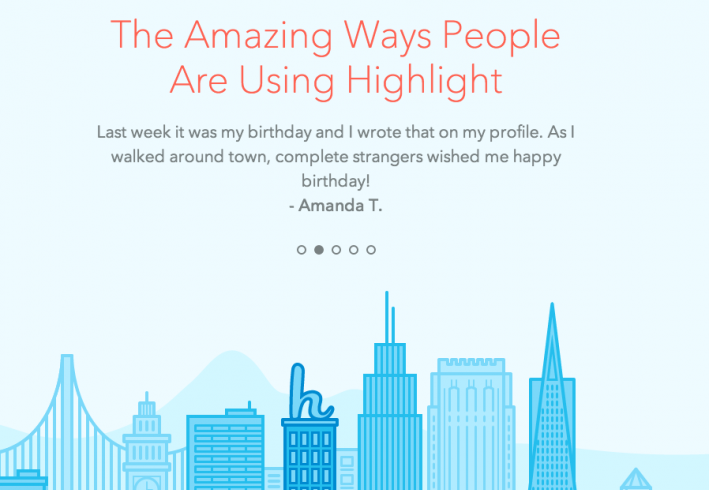 The Amazing Ways People
Are Using Highlight
Last week it was my birthday and I wrote that on my profile. As I
walked around town, complete strangers wished me happy
birthday!
- Amanda T.
h